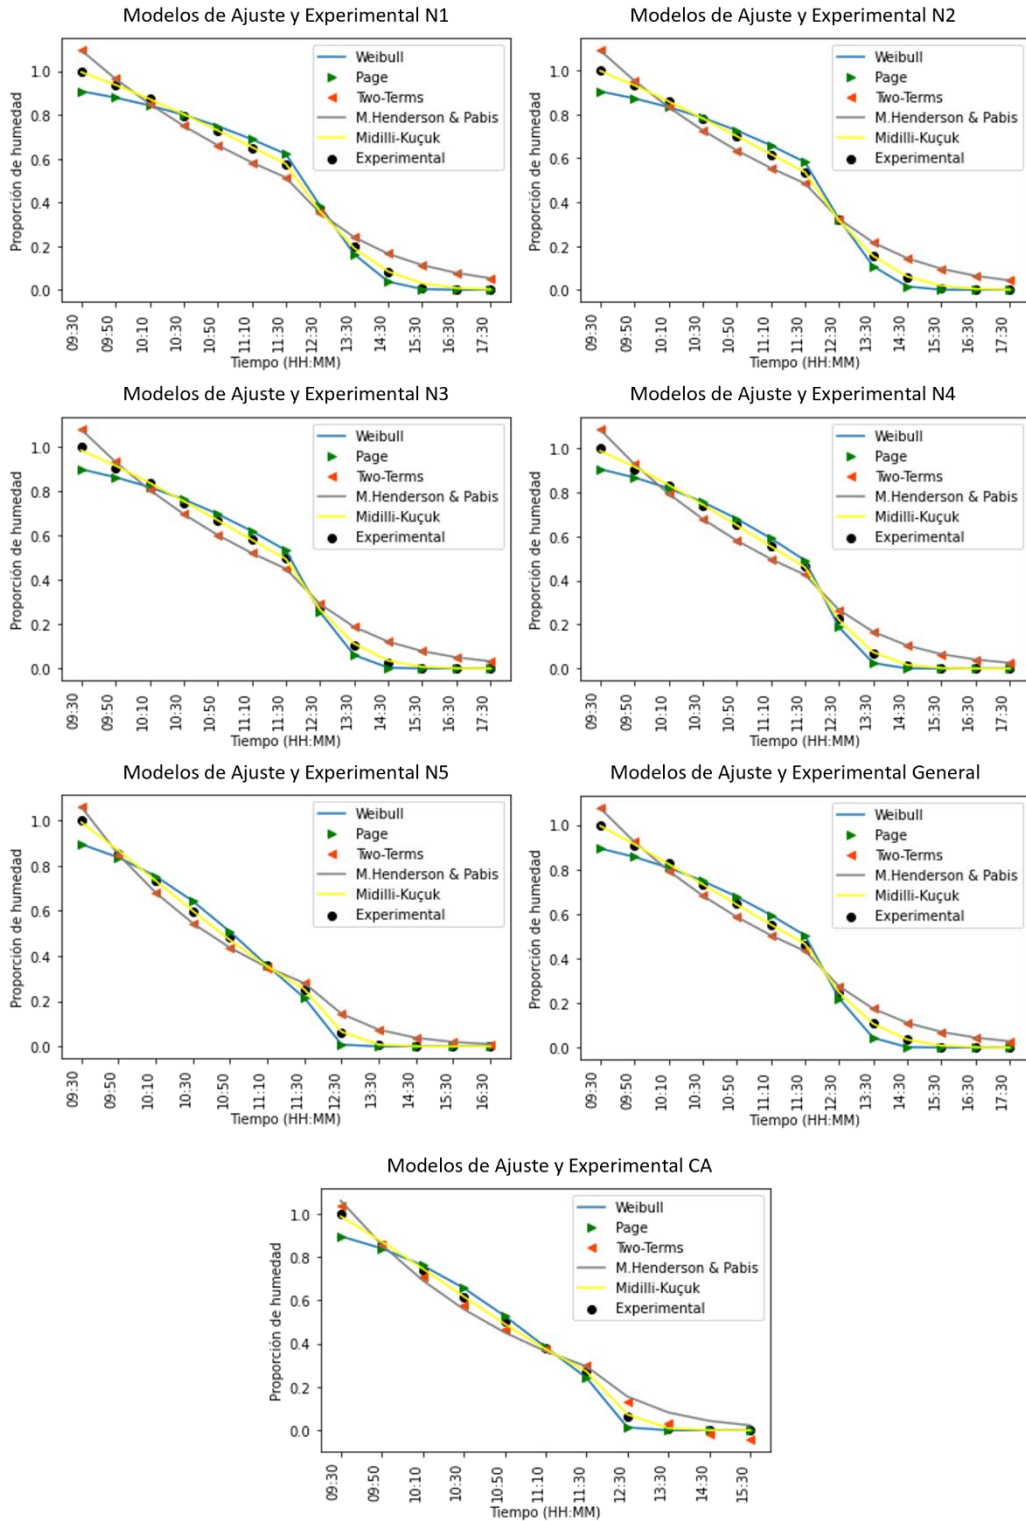 Modelos de Ajuste y Experimental N1
Proporción de humedad
1.0
0.8
0.6
0.4
0.2
0.0
Weibull
Page
Two-Terms
M.Henderson & Pabis
Midilli-Kuçuk
Experimental
09:30
09:50
10:10
10:30
10:50
11:10
11:30
12:30
13:30
14:30
15:30
16:30
17:30
Tiempo (HH:MM)
Modelos de Ajuste y Experimental N2
Proporción de humedad
1.0
0.8
0.6
0.4
0.2
0.0
Weibull
Page
Two-Terms
M.Henderson & Pabis
Midilli-Kuçuk
Experimental
09:30
09:50
10:10
10:30
10:50
11:10
11:30
12:30
13:30
14:30
15:30
16:30
17:30
Tiempo (HH:MM)
Modelos de Ajuste y Experimental N3
Proporción de humedad
1.0
0.8
0.6
0.4
0.2
0.0
Weibull
Page
Two-Terms
M.Henderson & Pabis
Midilli-Kuçuk
Experimental
09:30
09:50
10:10
10:30
10:50
11:10
11:30
12:30
13:30
14:30
15:30
16:30
17:30
Tiempo (HH:MM)
Modelos de Ajuste y Experimental N4
Proporción de humedad
1.0
0.8
0.6
0.4
0.2
0.0
Weibull
Page
Two-Terms
M.Henderson & Pabis
Midilli-Kuçuk
Experimental
09:30
09:50
10:10
10:30
10:50
11:10
11:30
12:30
13:30
14:30
15:30
16:30
17:30
Tiempo (HH:MM)
Modelos de Ajuste y Experimental N5
Proporción de humedad
1.0
0.8
0.6
0.4
0.2
0.0
Weibull
Page
Two-Terms
M.Henderson & Pabis
Midilli-Kuçuk
Experimental
09:30
09:50
10:10
10:30
10:50
11:10
11:30
12:30
13:30
14:30
15:30
16:30
Tiempo (HH:MM)
Modelos de Ajuste y Experimental General
Proporción de humedad
1.0
0.8
0.6
0.4
0.2
0.0
Weibull
Page
Two-Terms
M.Henderson & Pabis
Midilli-Kuçuk
Experimental
09:30
09:50
10:10
10:30
10:50
11:10
11:30
12:30
13:30
14:30
15:30
16:30
17:30
Tiempo (HH:MM)
Modelos de Ajuste y Experimental CA
Proporción de humedad
1.0
0.8
0.6
0.4
0.2
0.0
Weibull
Page
Two-Terms
M.Henderson & Pabis
Midilli-Kuçuk
Experimental
09:30
09:50
10:10
10:30
10:50
11:10
11:30
12:30
13:30
14:30
15:30
Tiempo (HH:MM)